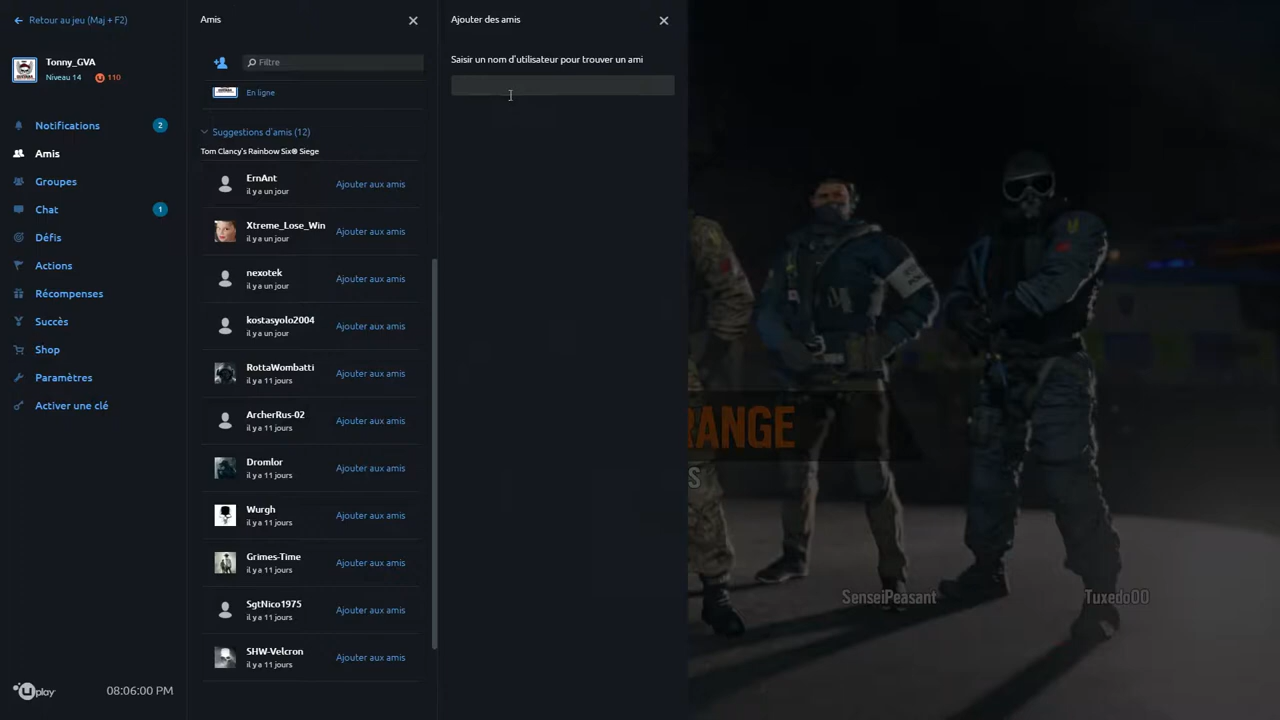 Retour au jeu (Maj + F2)
Tonny_GVA
Niveau 14 110
Notifications 2
Amis
Groupes
Chat 1
Défis
Actions
Récompenses
Succès
Shop
Paramètres
Activer une clé
uplay 08:06:00 PM
Amis
Filtre
En ligne
Suggestions d'amis (12)
Tom Clancy's Rainbow Six® Siege
ErnAnt
il y a un jour
Ajouter aux amis
Xtreme_Lose_Win
il y a un jour
Ajouter aux amis
nexotek
il y a un jour
Ajouter aux amis
kostasyolo2004
il y a un jour
Ajouter aux amis
RottaWombatti
il y a 11 jours
Ajouter aux amis
ArcherRus-02
il y a 11 jours
Ajouter aux amis
Dromlor
il y a 11 jours
Ajouter aux amis
Wurgh
il y a 11 jours
Ajouter aux amis
Grimes-Time
il y a 11 jours
Ajouter aux amis
SgtNico1975
il y a 11 jours
Ajouter aux amis
SHW-Velcron
il y a 11 jours
Ajouter aux amis
Ajouter des amis
Saisir un nom d'utilisateur pour trouver un ami
RANGE
S
SenseiPeasant
Tuxedo00